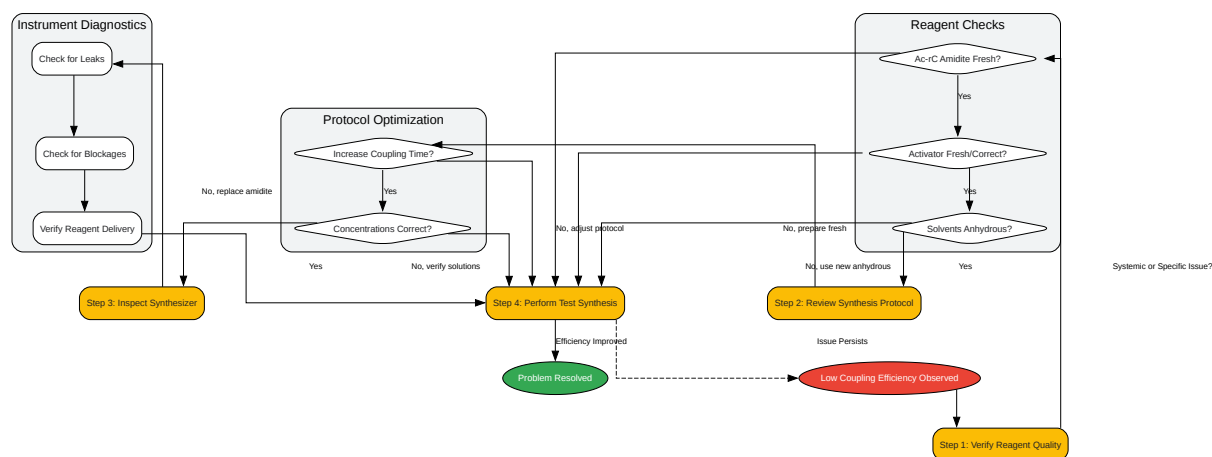 Instrument Diagnostics
Reagent Checks
Check for Leaks
Ac-rC Amidite Fresh?
Yes
Protocol Optimization
Check for Blockages
Increase Coupling Time?
Activator Fresh/Correct?
No, replace amidite
Yes
Yes
Verify Reagent Delivery
Concentrations Correct?
No, adjust protocol
No, prepare fresh
Solvents Anhydrous?
Yes
No, verify solutions
No, use new anhydrous
Yes
Systemic or Specific Issue?
Step 3: Inspect Synthesizer
Step 4: Perform Test Synthesis
Step 2: Review Synthesis Protocol
Efficiency Improved
Issue Persists
Problem Resolved
Low Coupling Efficiency Observed
Step 1: Verify Reagent Quality